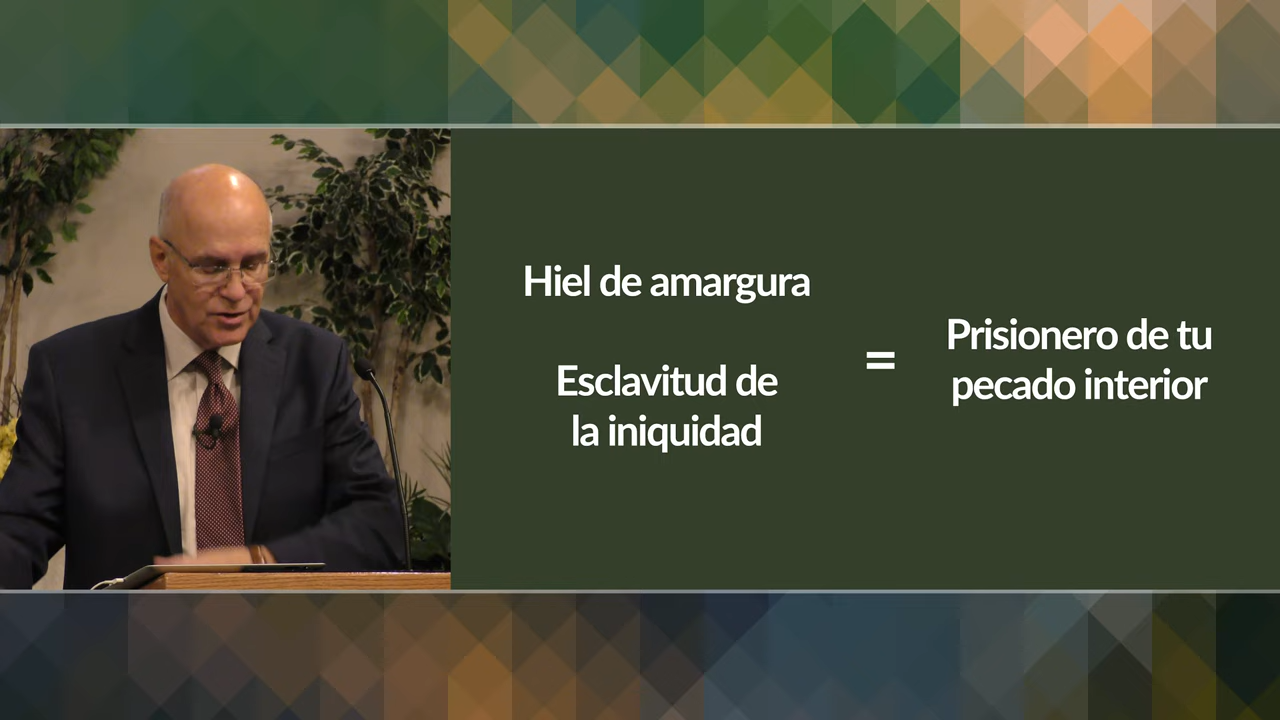 Hiel de amargura
Esclavitud de
la iniquidad
=
Prisionero de tu
pecado interior